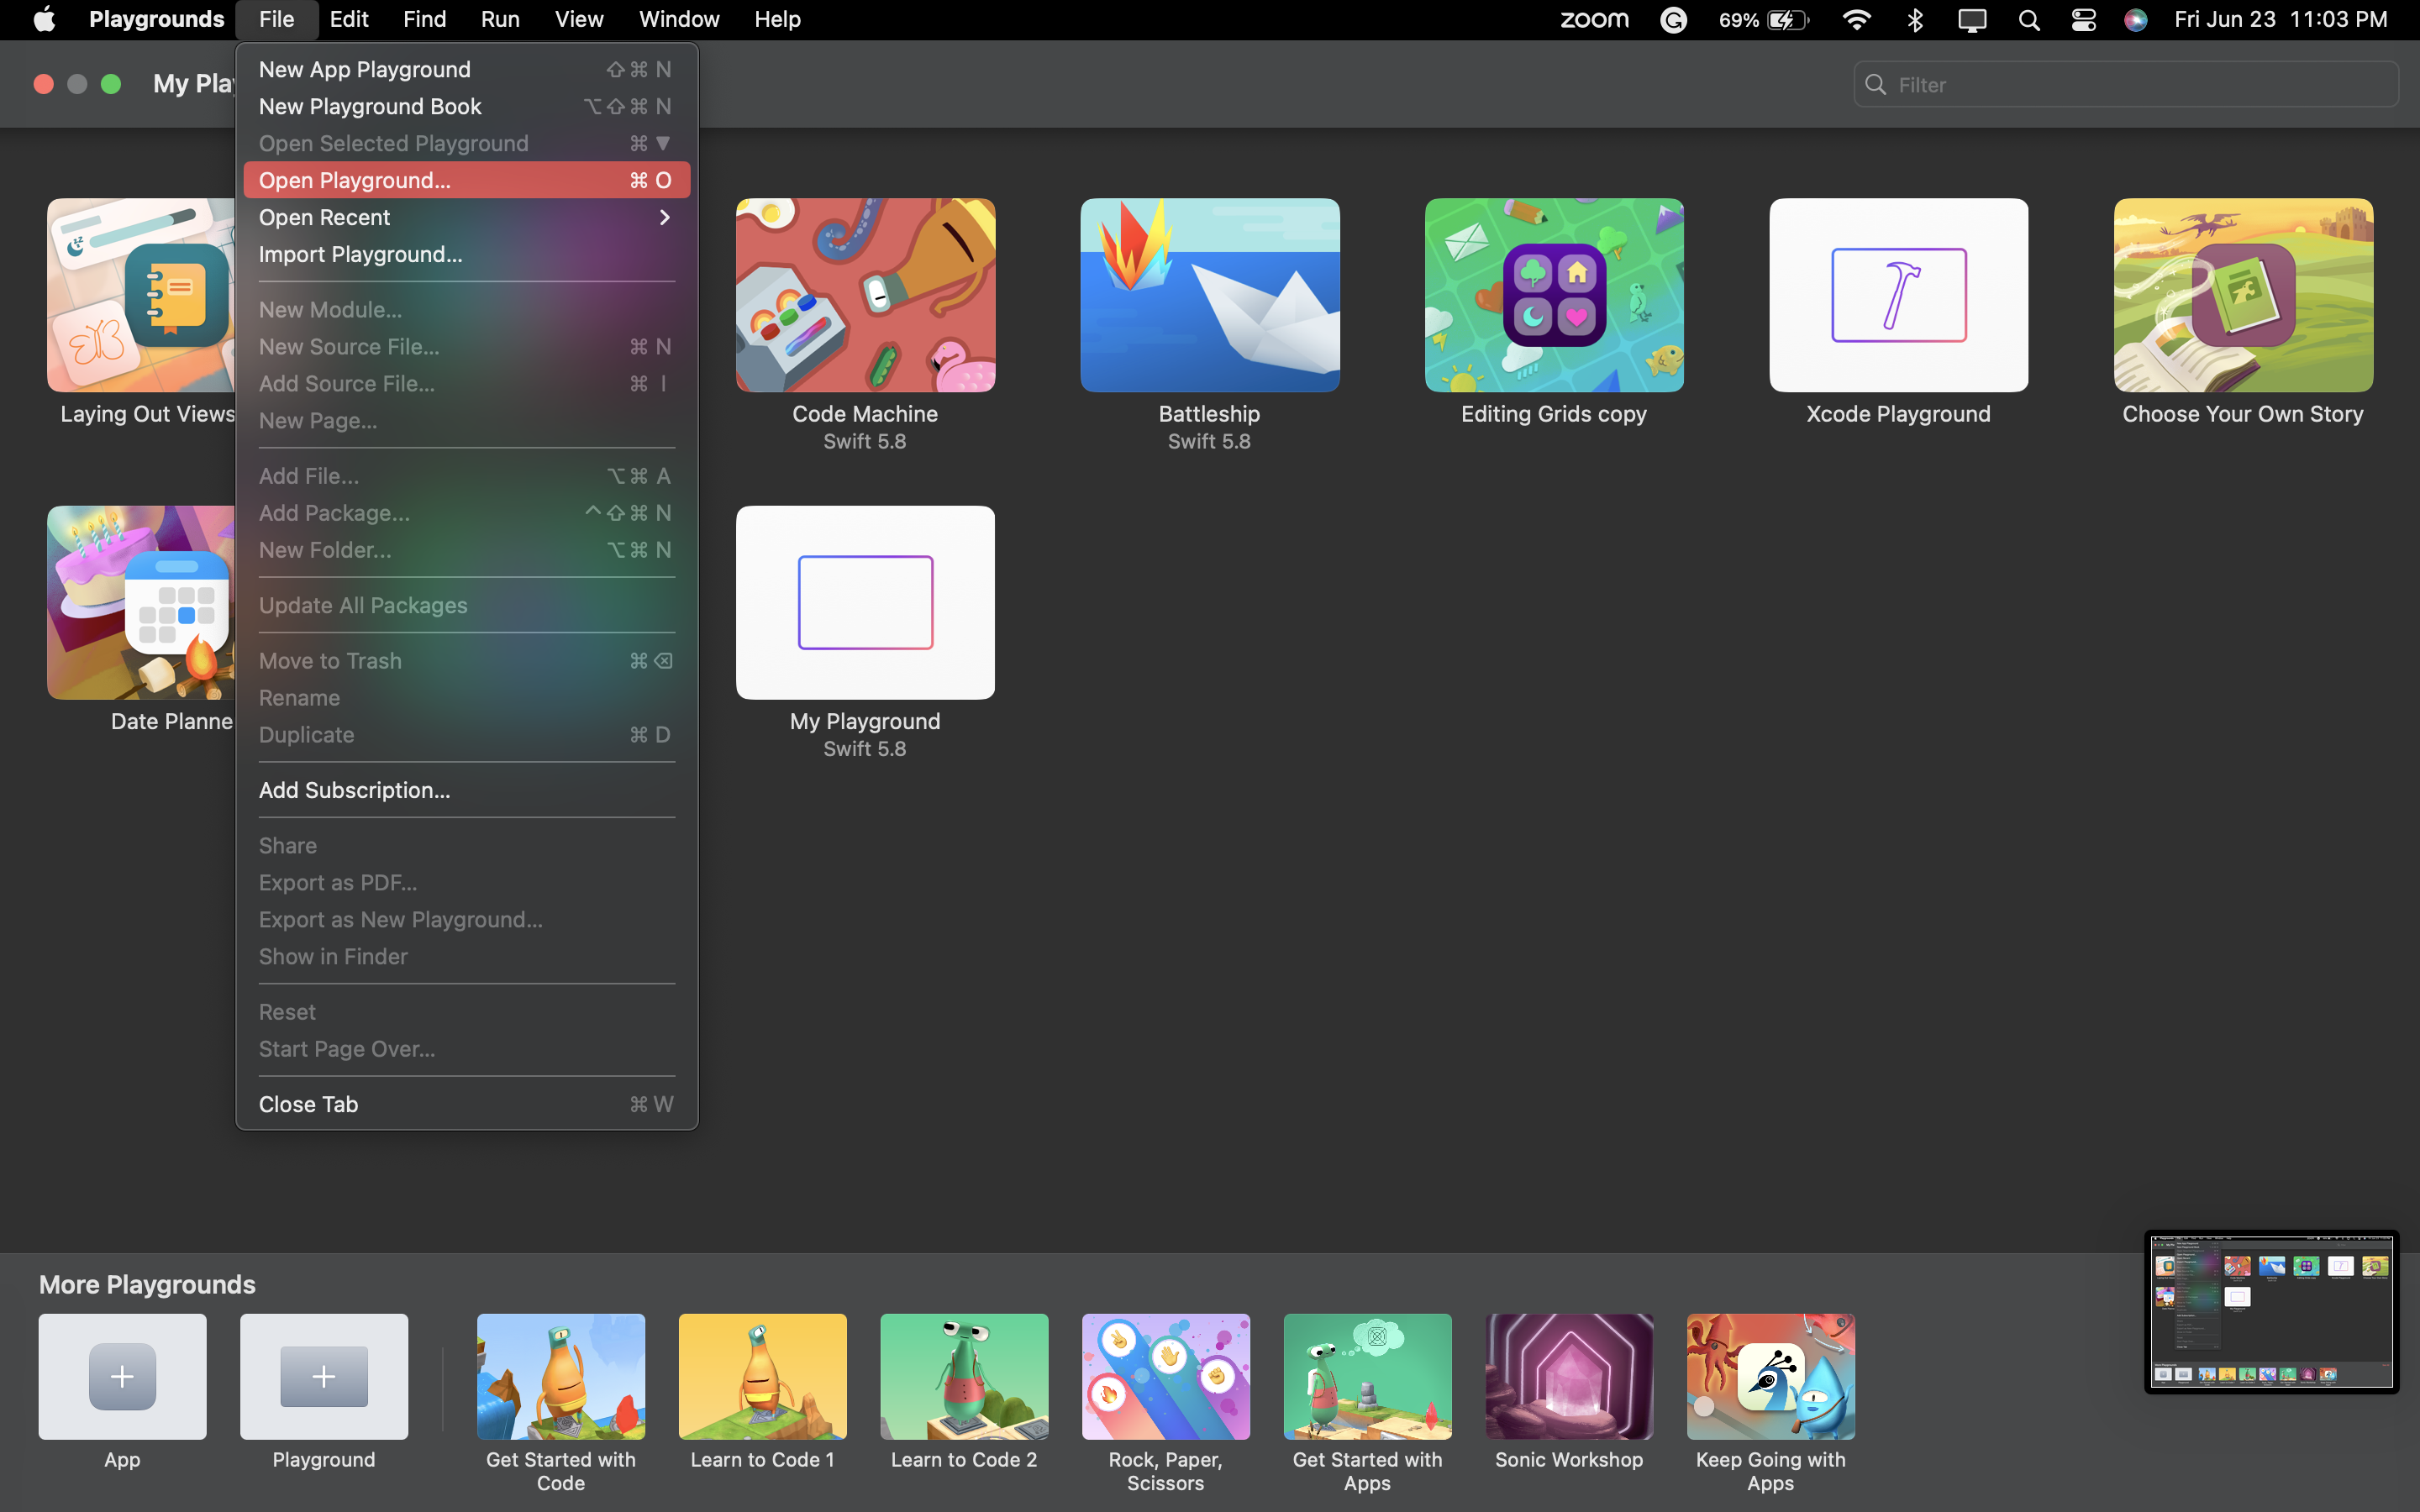 Playgrounds File Edit Find Run View Window Help zoom 69% Fri Jun 23 11:03 PM
My Pla
Filter
New App Playground ⇧⌘ N
New Playground Book ⌥⇧⌘ N
Open Selected Playground ⌘ ▼
Open Playground... ⌘ O
Open Recent >
Import Playground...
New Module...
New Source File... ⌘ N
Add Source File... ⌘ I
New Page...
Add File... ⌥⌘ A
Add Package... ^⇧⌘ N
New Folder... ⌥⌘ N
Update All Packages
Move to Trash ⌘⌫
Rename
Duplicate ⌘ D
Add Subscription...
Share
Export as PDF...
Export as New Playground...
Show in Finder
Reset
Start Page Over...
Close Tab ⌘ W
Laying Out Views
Code Machine
Swift 5.8
Battleship
Swift 5.8
Editing Grids copy
Xcode Playground
Choose Your Own Story
Date Planne
My Playground
Swift 5.8
More Playgrounds
App
Playground
Get Started with
Code
Learn to Code 1
Learn to Code 2
Rock, Paper,
Scissors
Get Started with
Apps
Sonic Workshop
Keep Going with
Apps